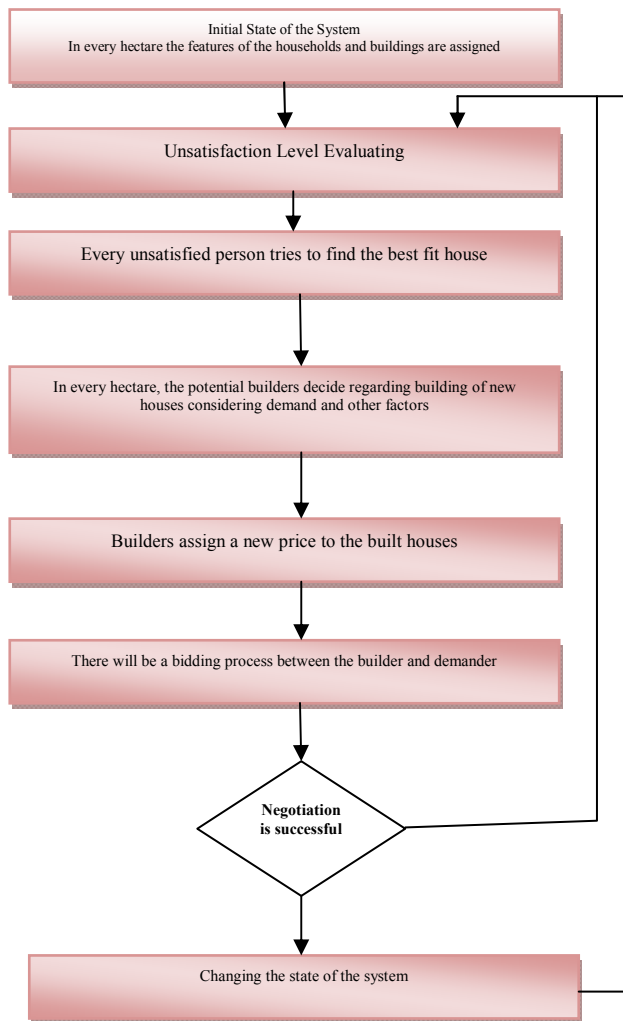 Initial State of the System
In every hectare the features of the households and buildings are assigned
Unsatisfaction Level Evaluating
Every unsatisfied person tries to find the best fit house
In every hectare, the potential builders decide regarding building of new
houses considering demand and other factors
Builders assign a new price to the built houses
There will be a bidding process between the builder and demander
Negotiation
is successful
Changing the state of the system